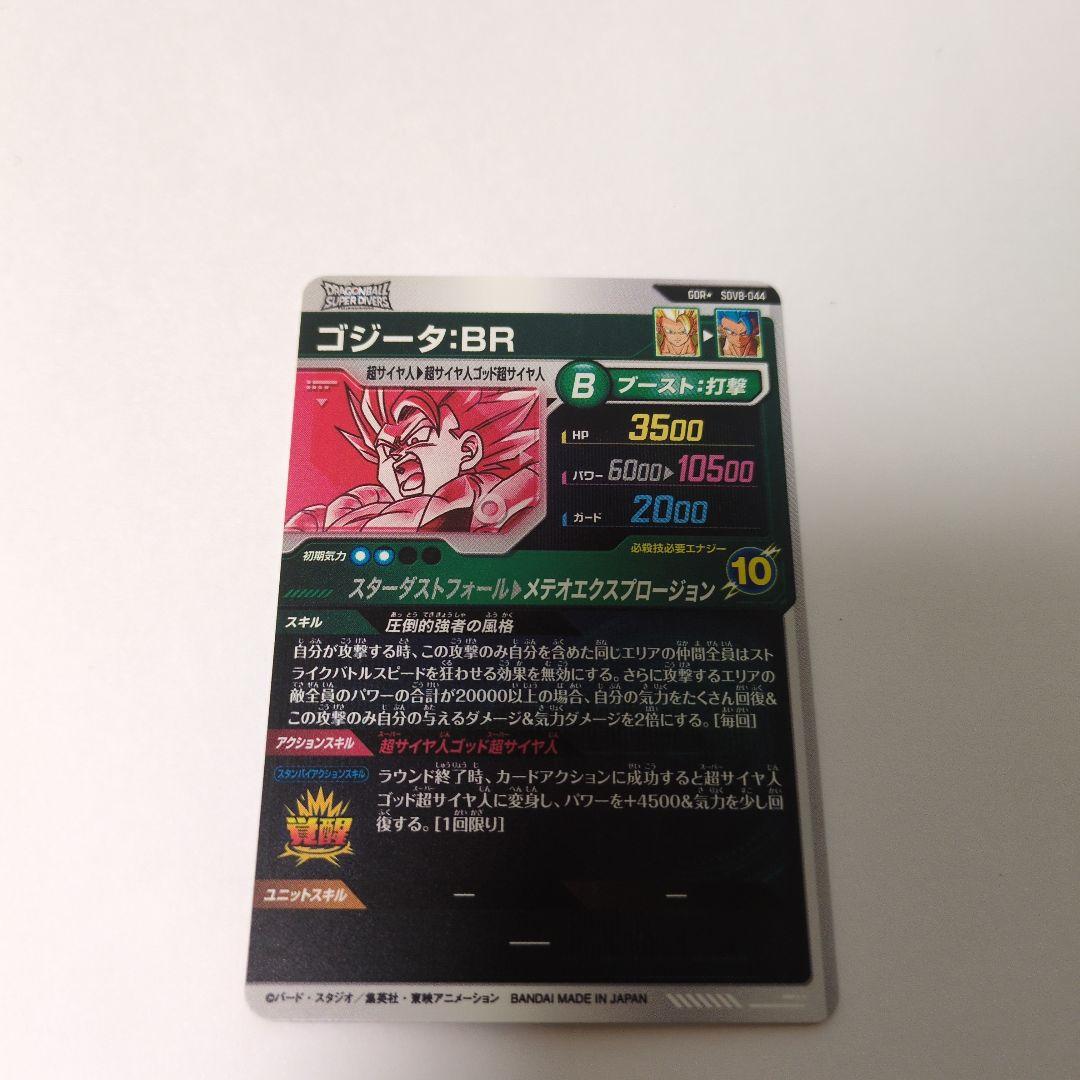 DRAGONBALL
SUPER DIVERS
GDR★ SDV8-044
ゴジータ:BR
超サイヤ人▶超サイヤ人ゴッド超サイヤ人
B ブースト:打撃
HP 3500
パワー 6000▶10500
ガード 2000
初期気力
必殺技必要エナジー
10
スターダストフォール▶メテオエクスプロージョン
スキル 圧倒的強者の風格
自分が攻撃する時、この攻撃のみ自分を含めた同じエリアの仲間全員はスト
ライクバトルスピードを狂わせる効果を無効にする。さらに攻撃するエリアの
敵全員のパワーの合計が20000以上の場合、自分の気力をたくさん回復&
この攻撃のみ自分の与えるダメージ&気力ダメージを2倍にする。[毎回]
アクションスキル 超サイヤ人ゴッド超サイヤ人
スタンバイアクションスキル
覚醒
ラウンド終了時、カードアクションに成功すると超サイヤ人
ゴッド超サイヤ人に変身し、パワーを+4500&気力を少し回
復する。[1回限り]
ユニットスキル ー ー
ー
©バード・スタジオ/集英社・東映アニメーション BANDAI MADE IN JAPAN